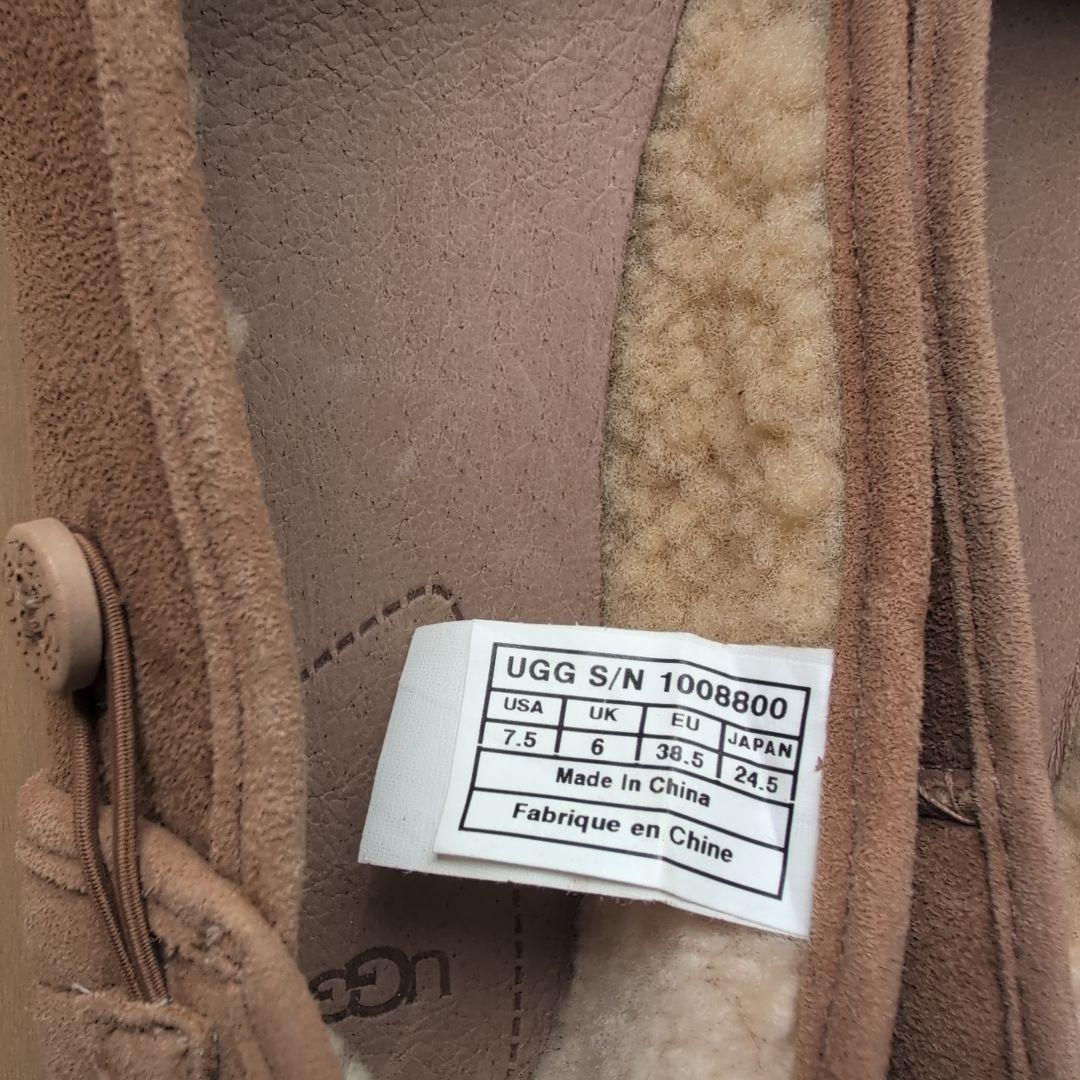 UGG S/N 1008800
USA UK EU JAPAN
7.5 6 38.5 24.5
Made In China
Fabrique en Chine
UGG